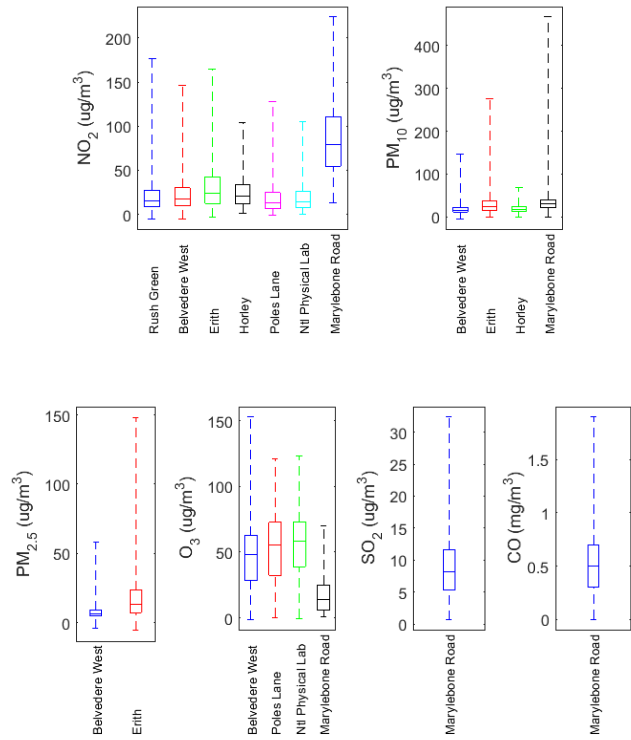 NO2 (ug/m3)
200
150
100
50
0
Rush Green
Belvedere West
Erith
Horley
Poles Lane
Ntl Physical Lab
Marylebone Road
PM10 (ug/m3)
400
300
200
100
0
Belvedere West
Erith
Horley
Marylebone Road
PM2.5 (ug/m3)
150
100
50
0
Belvedere West
Erith
O3 (ug/m3)
150
100
50
0
Belvedere West
Poles Lane
Ntl Physical Lab
Marylebone Road
SO2 (ug/m3)
30
25
20
15
10
5
0
Marylebone Road
CO (mg/m3)
1.5
1
0.5
0
Marylebone Road